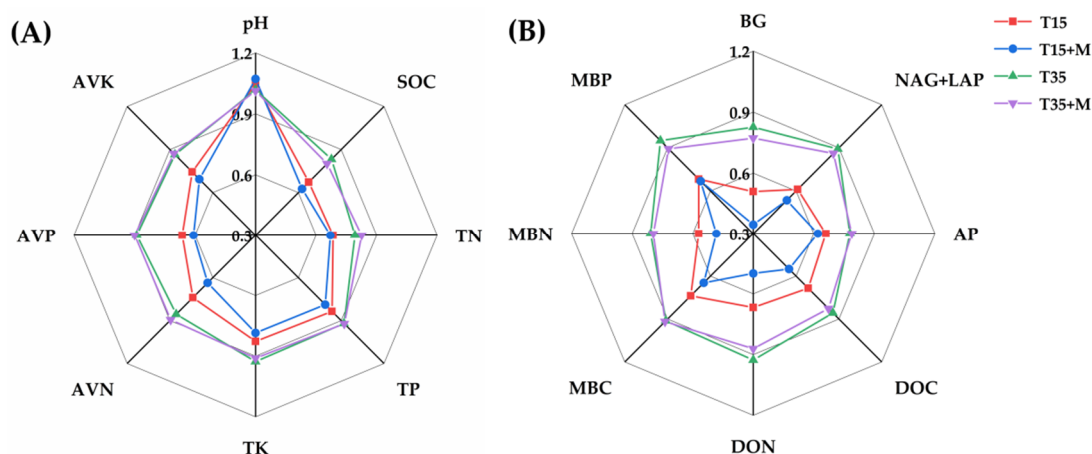 (A)
pH
SOC
TN
TP
TK
AVN
AVP
AVK
1.2
0.9
0.6
0.3
(B)
BG
NAG+LAP
AP
DOC
DON
MBC
MBN
MBP
1.2
0.9
0.6
0.3
T15
T15+M
T35
T35+M